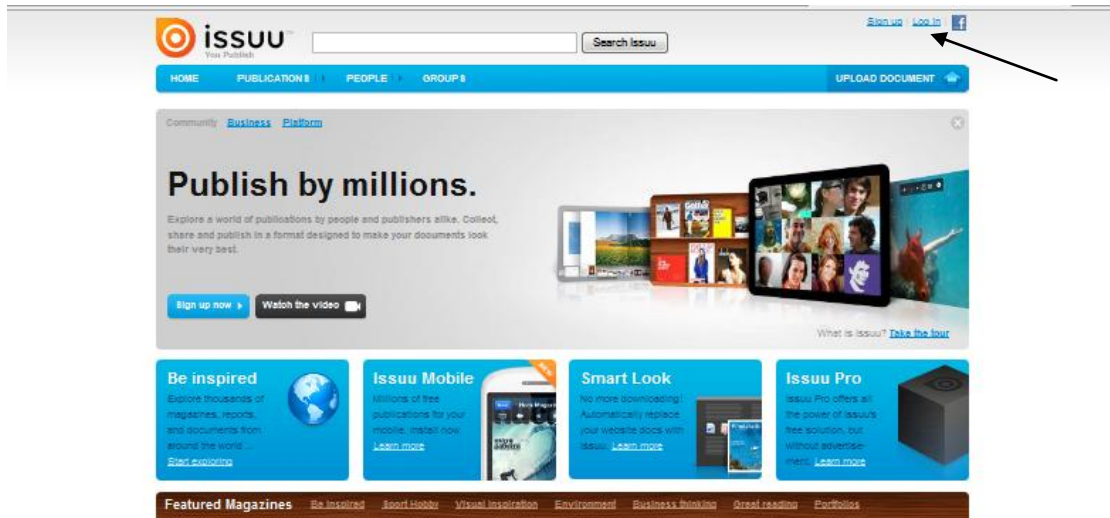 Sign up Log in
issuu
You Publish
Search Issuu
HOME PUBLICATIONS PEOPLE GROUPS UPLOAD DOCUMENT
Community Business Platform
Publish by millions.
Explore a world of publications by people and publishers alike. Collect,
share and publish in a format designed to make your documents look
their very best.
Sign up now Watch the video
What is Issuu? Take the tour
Be inspired
Explore thousands of
magazines, reports,
and documents from
around the world ...
Start exploring
NEW
Issuu Mobile
Millions of free
publications for your
mobile. Install now.
Learn more
Smart Look
No more downloading!
Automatically replace
your website docs with
Issuu. Learn more
Issuu Pro
Issuu Pro offers all
the power of Issuu's
free solution, but
without advertise-
ment. Learn more
Featured Magazines Be inspired Sport Hobby Visual inspiration Environment Business thinking Great reading Portfolios